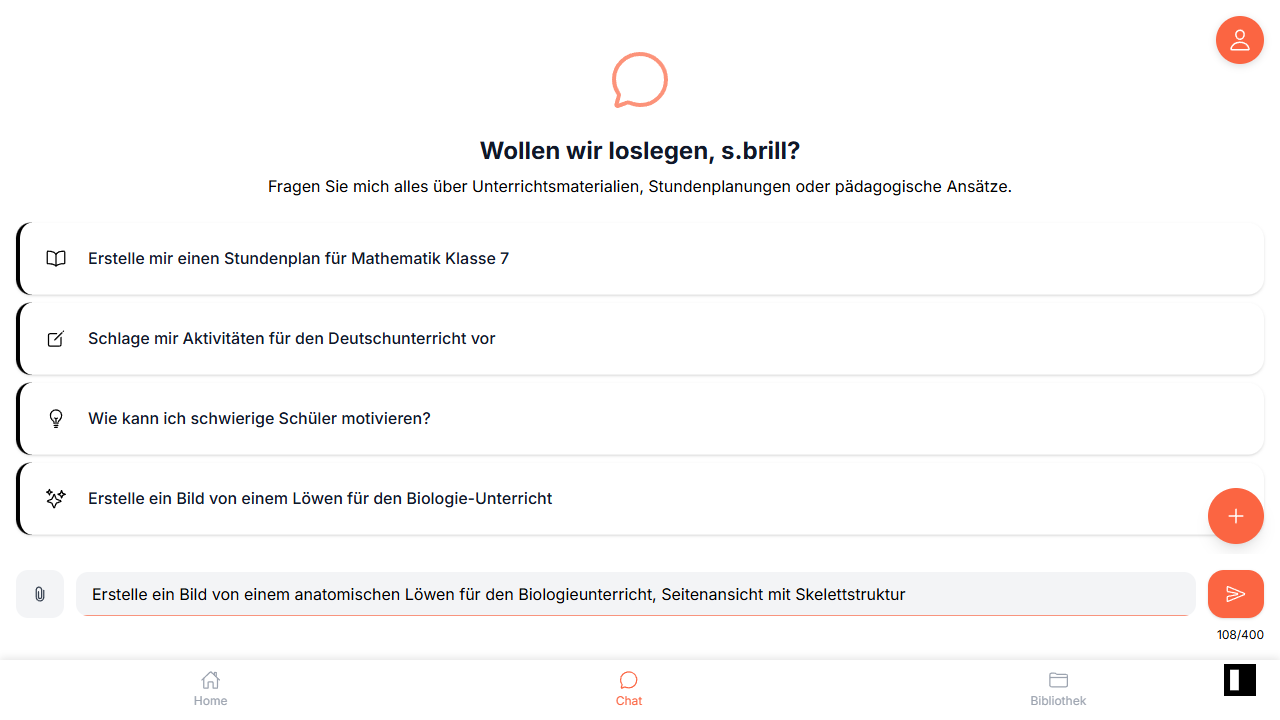 Wollen wir loslegen, s.brill?
Fragen Sie mich alles über Unterrichtsmaterialien, Stundenplanungen oder pädagogische Ansätze.
Erstelle mir einen Stundenplan für Mathematik Klasse 7
Schlage mir Aktivitäten für den Deutschunterricht vor
Wie kann ich schwierige Schüler motivieren?
Erstelle ein Bild von einem Löwen für den Biologie-Unterricht
Erstelle ein Bild von einem anatomischen Löwen für den Biologieunterricht, Seitenansicht mit Skelettstruktur
108/400
Home
Chat
Bibliothek